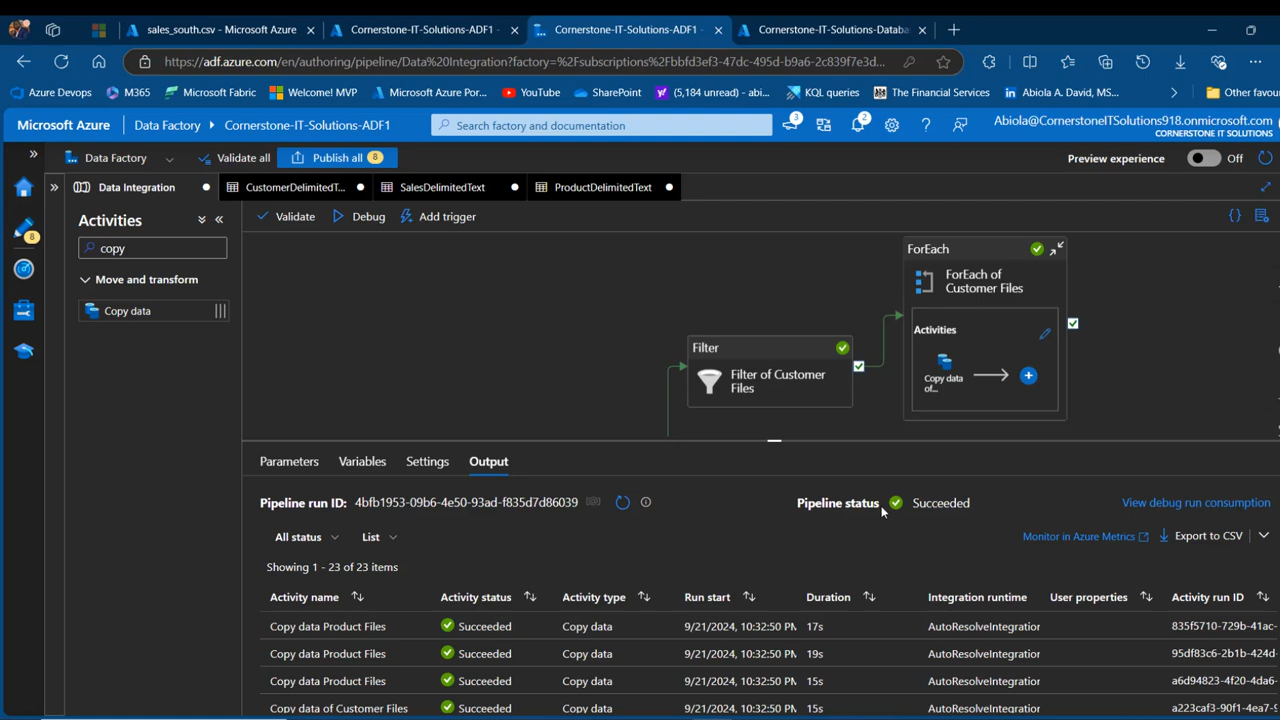 sales_south.csv - Microsoft Azure
Cornerstone-IT-Solutions-ADF1 -
Cornerstone-IT-Solutions-ADF1 -
Cornerstone-IT-Solutions-Databa
https://adf.azure.com/en/authoring/pipeline/Data%20Integration?factory=%2Fsubscriptions%2Fbbfd3ef3-47dc-495d-b9a6-2c839f7e3d...
Azure Devops
M365
Microsoft Fabric
Welcome! MVP
Microsoft Azure Por...
YouTube
SharePoint
(5,184 unread) - abi...
KQL queries
The Financial Services
Abiola A. David, MS...
Other favou
Microsoft Azure
Data Factory
Cornerstone-IT-Solutions-ADF1
Search factory and documentation
3
2
Abiola@CornerstoneITSolutions918.onmicrosoft.com
CORNERSTONE IT SOLUTIONS
Data Factory
Validate all
Publish all 8
Preview experience
Off
Data Integration
CustomerDelimitedT...
SalesDelimitedText
ProductDelimitedText
8
Activities
copy
Move and transform
Copy data
Validate
Debug
Add trigger
Filter
Filter of Customer
Files
ForEach
ForEach of
Customer Files
Activities
Copy data
of...
Parameters
Variables
Settings
Output
Pipeline run ID: 4bfb1953-09b6-4e50-93ad-f835d7d86039
Pipeline status Succeeded
View debug run consumption
All status
List
Monitor in Azure Metrics
Export to CSV
Showing 1 - 23 of 23 items
Activity name Activity status Activity type Run start Duration Integration runtime User properties Activity run ID
Copy data Product Files Succeeded Copy data 9/21/2024, 10:32:50 PM 17s AutoResolveIntegration 835f5710-729b-41ac-
Copy data Product Files Succeeded Copy data 9/21/2024, 10:32:50 PM 19s AutoResolveIntegration 95df83c6-2b1b-424d-
Copy data Product Files Succeeded Copy data 9/21/2024, 10:32:50 PM 15s AutoResolveIntegration a6d94823-4f20-4da6-
Copy data of Customer Files Succeeded Copy data 9/21/2024, 10:32:50 PM 15s AutoResolveIntegration a223caf3-90f1-4ea7-9